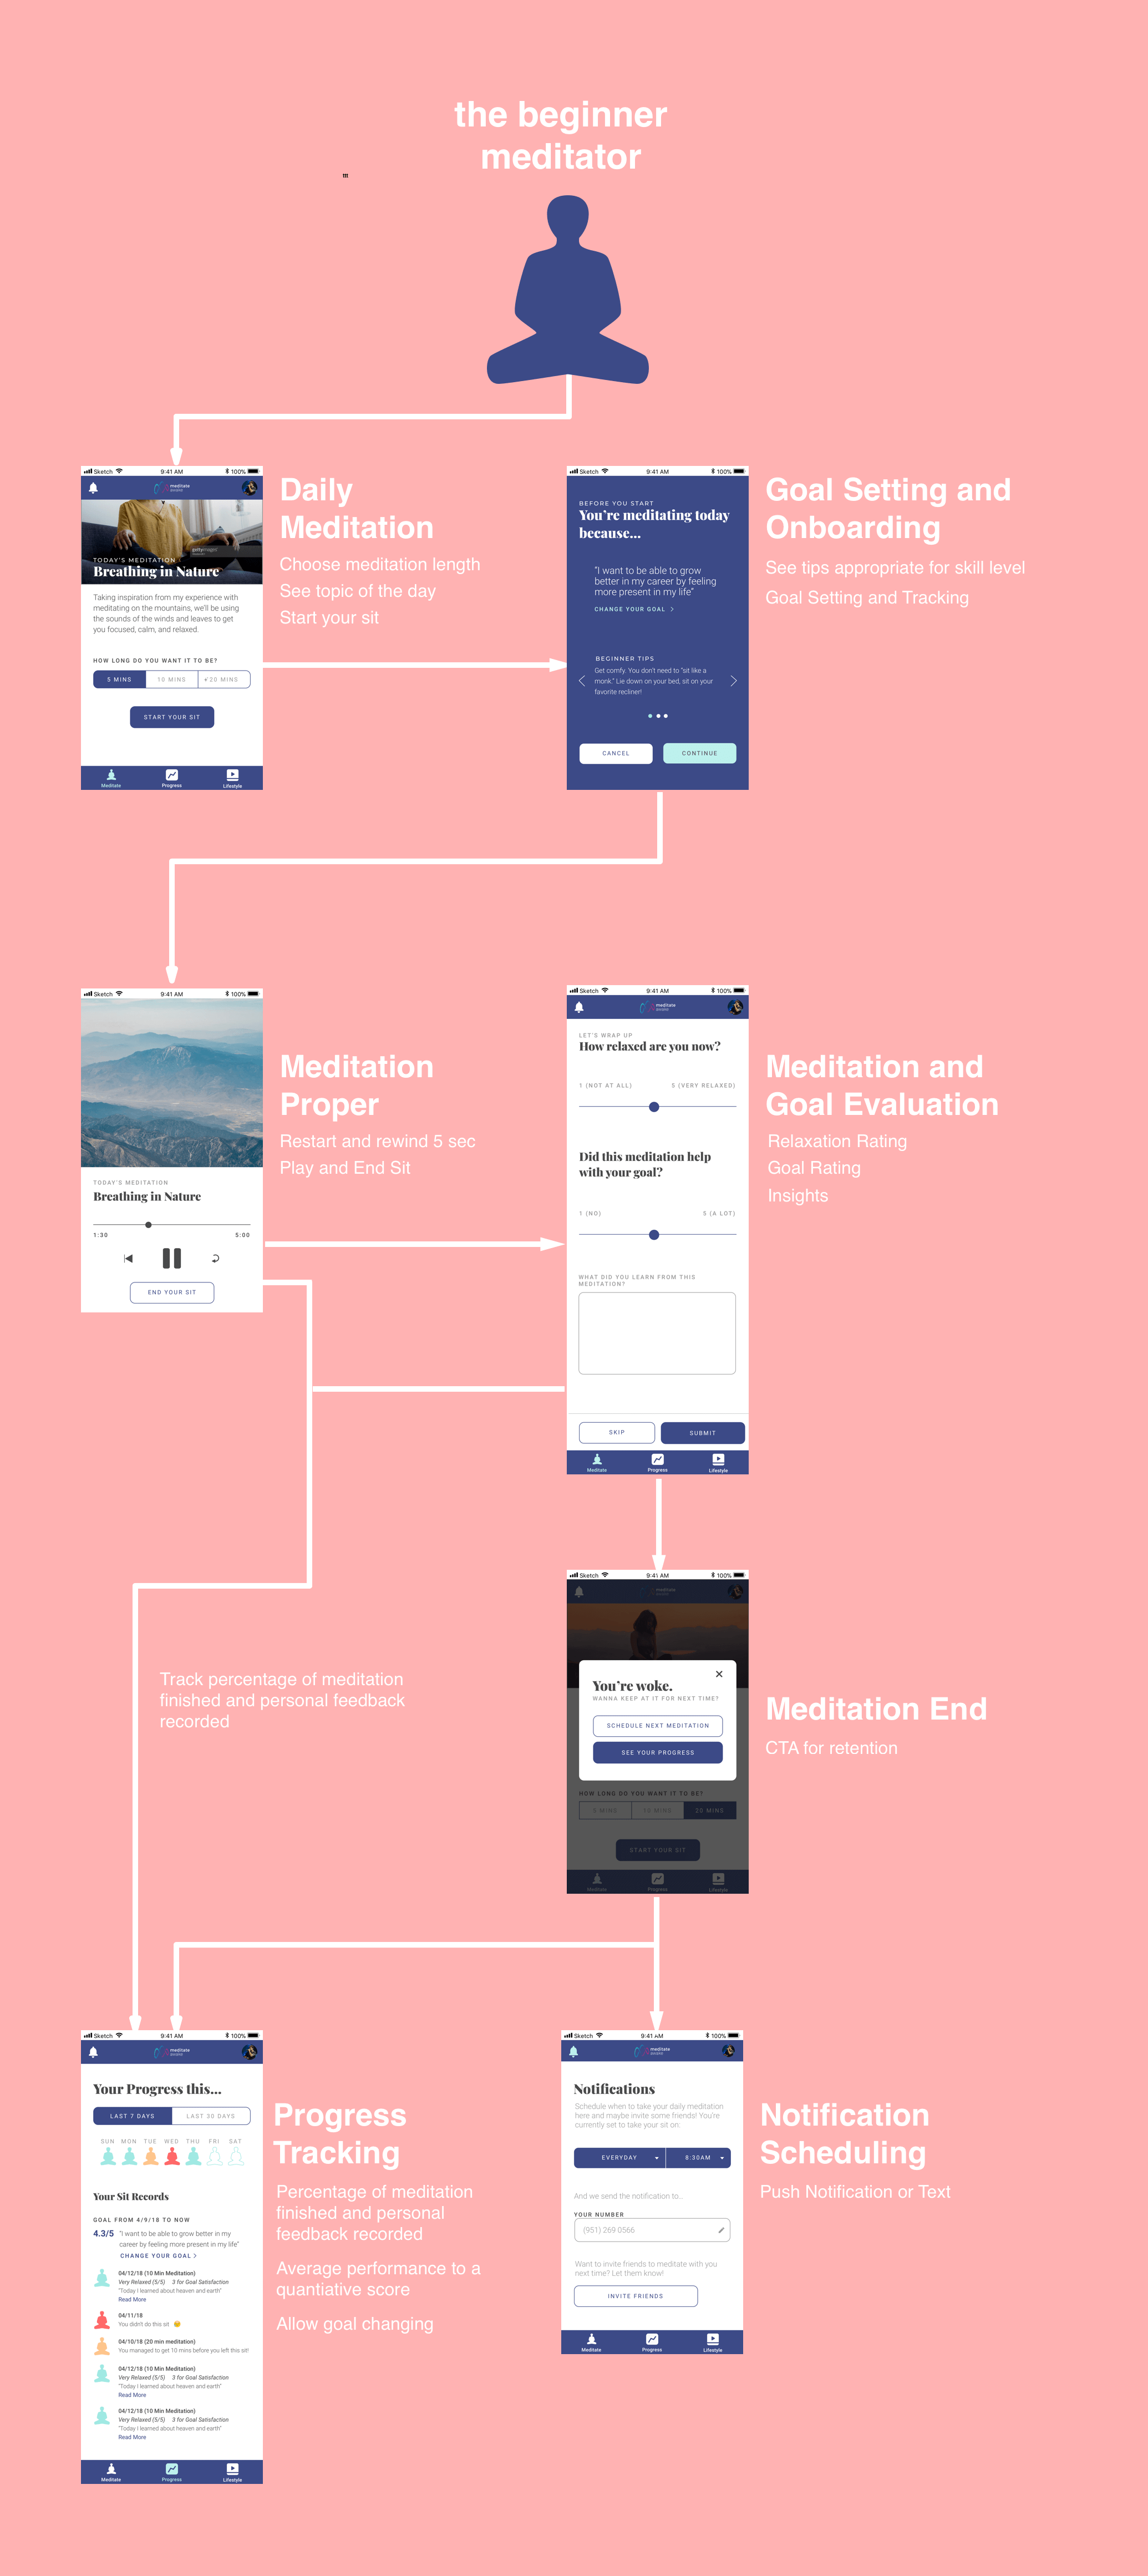 the beginner
meditator
Sketch 9:41 AM 100%
meditate
TODAY'S MEDITATION
Breathing in Nature
Taking inspiration from my experience with
meditating on the mountains, we'll be using
the sounds of the winds and leaves to get
you focused, calm, and relaxed.
HOW LONG DO YOU WANT IT TO BE?
5 MINS 10 MINS 20 MINS
START YOUR SIT
Meditate Progress Lifestyle
Daily
Meditation
Choose meditation length
See topic of the day
Start your sit
Sketch 9:41 AM 100%
BEFORE YOU START
You're meditating today
because...
"I want to be able to grow
better in my career by feeling
more present in my life"
CHANGE YOUR GOAL >
BEGINNER TIPS
Get comfy. You don't need to "sit like a
monk." Lie down on your bed, sit on your
favorite recliner!
CANCEL CONTINUE
Goal Setting and
Onboarding
See tips appropriate for skill level
Goal Setting and Tracking
Sketch 9:41 AM 100%
TODAY'S MEDITATION
Breathing in Nature
1:30 5:00
END YOUR SIT
Meditation
Proper
Restart and rewind 5 sec
Play and End Sit
Sketch 9:41 AM 100%
meditate
LET'S WRAP UP
How relaxed are you now?
1 (NOT AT ALL) 5 (VERY RELAXED)
Did this meditation help
with your goal?
1 (NO) 5 (A LOT)
WHAT DID YOU LEARN FROM THIS
MEDITATION?
SKIP SUBMIT
Meditate Progress Lifestyle
Meditation and
Goal Evaluation
Relaxation Rating
Goal Rating
Insights
Track percentage of meditation
finished and personal feedback
recorded
Sketch 9:41 AM 100%
meditate
You're woke.
WANNA KEEP AT IT FOR NEXT TIME?
SCHEDULE NEXT MEDITATION
SEE YOUR PROGRESS
HOW LONG DO YOU WANT IT TO BE?
5 MINS 10 MINS 20 MINS
START YOUR SIT
Meditate Progress Lifestyle
Meditation End
CTA for retention
Sketch 9:41 AM 100%
meditate
Your Progress this...
LAST 7 DAYS LAST 30 DAYS
SUN MON TUE WED THU FRI SAT
Your Sit Records
GOAL FROM 4/9/18 TO NOW
4.3/5 "I want to be able to grow better in my
career by feeling more present in my life"
CHANGE YOUR GOAL >
04/12/18 (10 Min Meditation)
Very Relaxed (5/5) 3 for Goal Satisfaction
"Today I learned about heaven and earth"
Read More
04/11/18
You didn't do this sit
04/10/18 (20 min meditation)
You managed to get 10 mins before you left this sit!
04/12/18 (10 Min Meditation)
Very Relaxed (5/5) 3 for Goal Satisfaction
"Today I learned about heaven and earth"
Read More
04/12/18 (10 Min Meditation)
Very Relaxed (5/5) 3 for Goal Satisfaction
"Today I learned about heaven and earth"
Read More
Meditate Progress Lifestyle
Progress
Tracking
Percentage of meditation
finished and personal
feedback recorded
Average performance to a
quantiative score
Allow goal changing
Sketch 9:41 AM 100%
meditate
Notifications
Schedule when to take your daily meditation
here and maybe invite some friends! You're
currently set to take your sit on:
EVERYDAY 8:30AM
And we send the notification to...
YOUR NUMBER
(951) 269 0566
Want to invite friends to meditate with you
next time? Let them know!
INVITE FRIENDS
Meditate Progress Lifestyle
Notification
Scheduling
Push Notification or Text